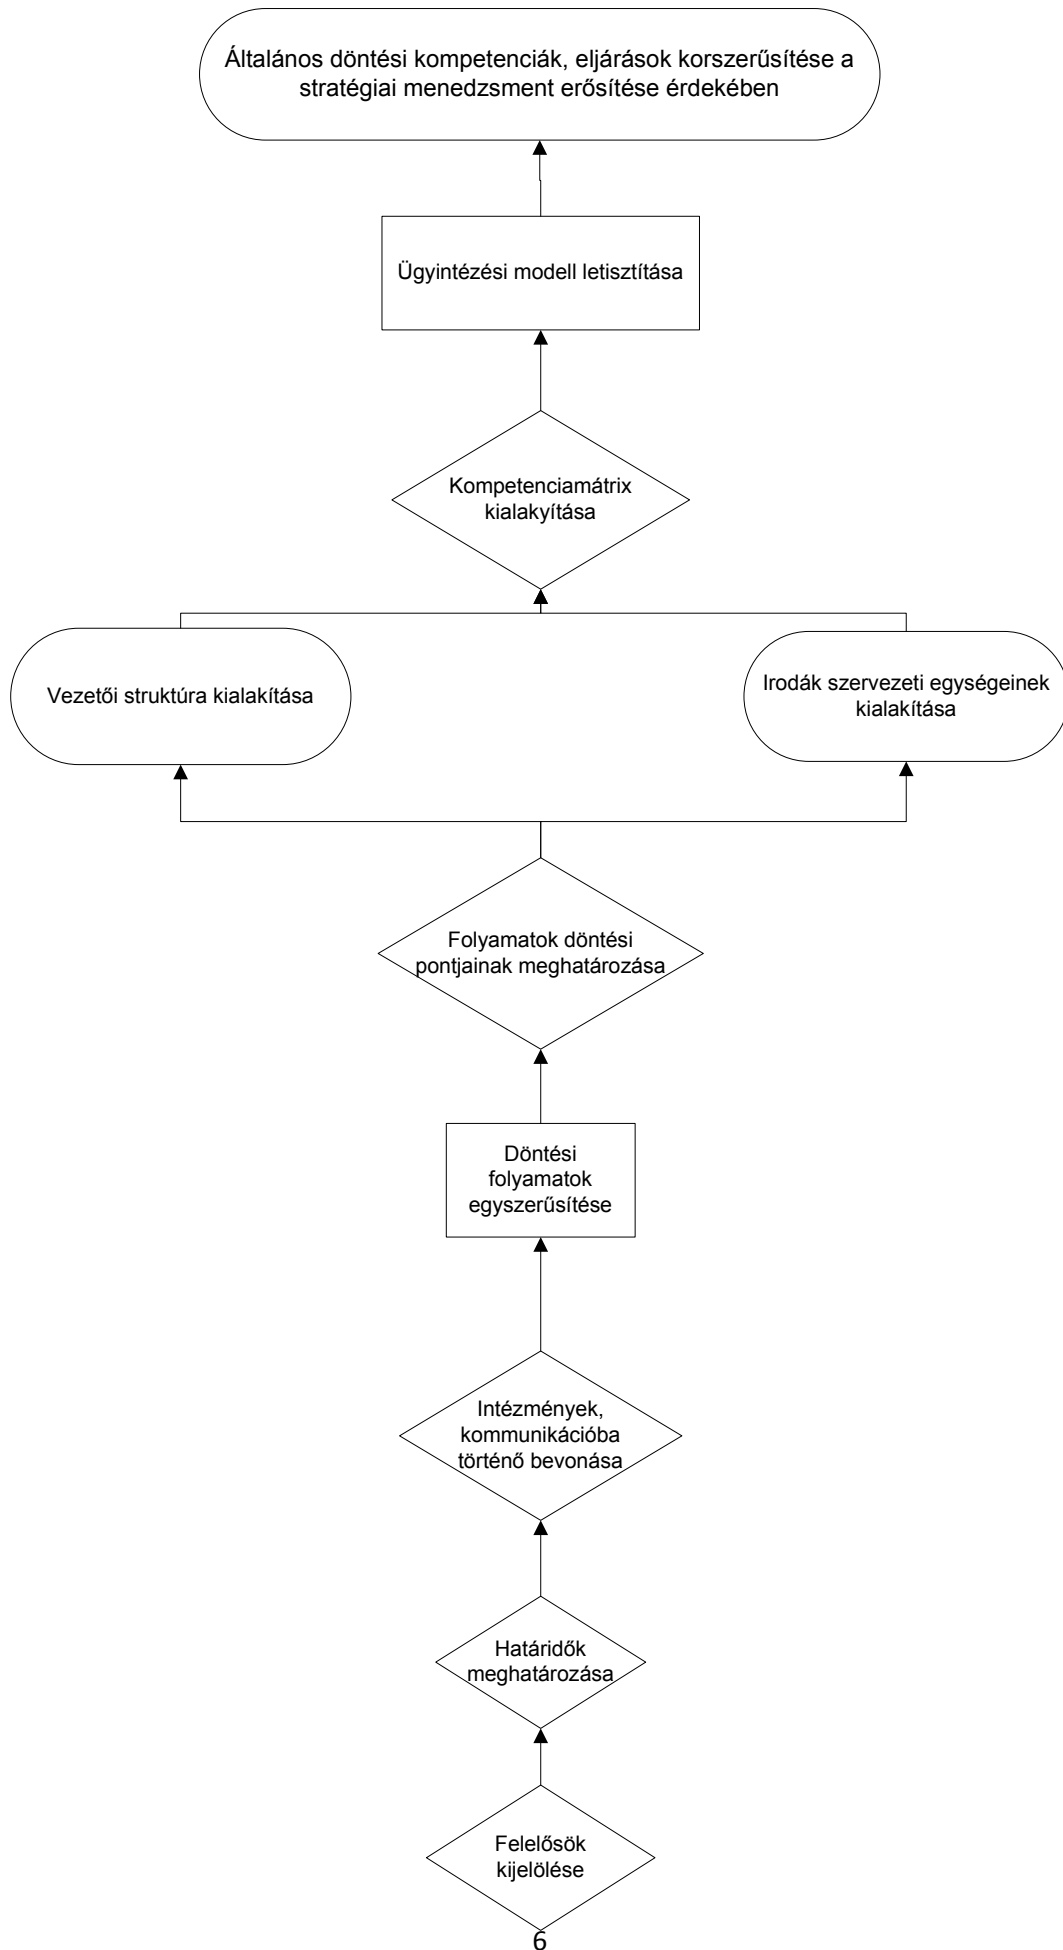 Általános döntési kompetenciák, eljárások korszerűsítése a
stratégiai menedzsment erősítése érdekében
Ügyintézési modell letisztítása
Kompetenciamátrix
kialakyítása
Vezetői struktúra kialakítása
Irodák szervezeti egységeinek
kialakítása
Folyamatok döntési
pontjainak meghatározása
Döntési
folyamatok
egyszerűsítése
Intézmények,
kommunikációba
történő bevonása
Határidők
meghatározása
Felelősök
kijelölése
6